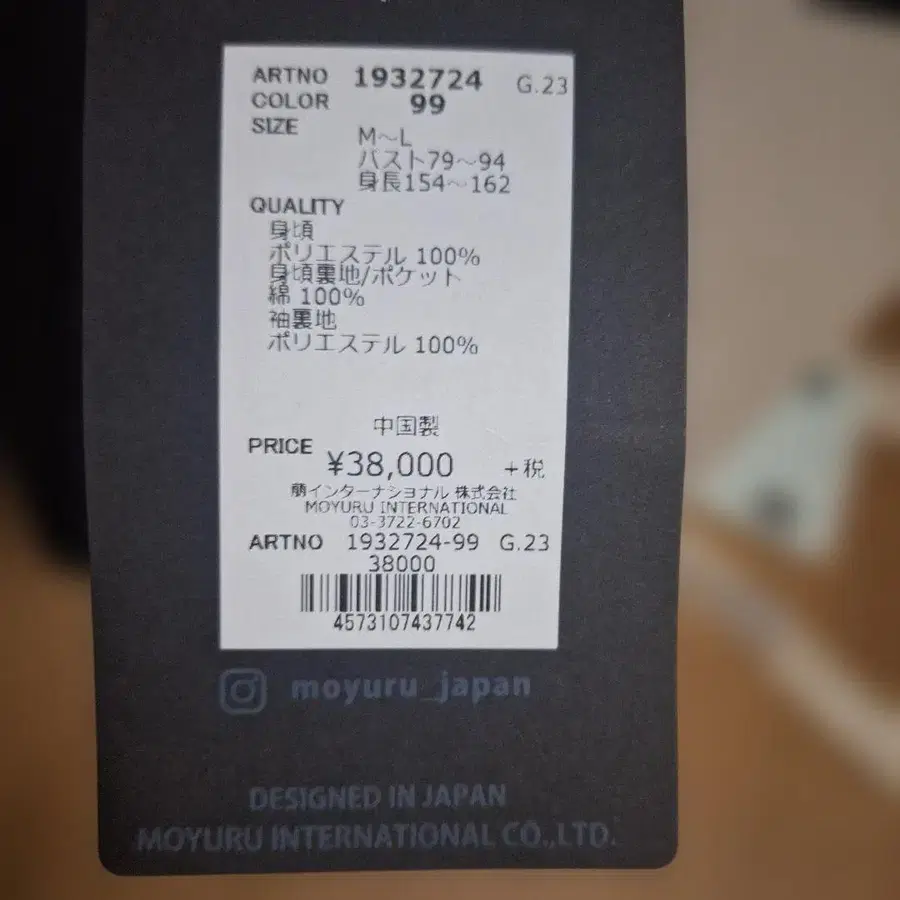 ARTNO 1932724 G.23
COLOR 99
SIZE
M～L
バスト79～94
身長154～162
QUALITY
身頃
ポリエステル 100%
身頃裏地/ポケット
綿 100%
袖裏地
ポリエステル 100%
中国製
PRICE ¥38,000 +税
萌インターナショナル 株式会社
MOYURU INTERNATIONAL
03-3722-6702
ARTNO 1932724-99 G.23
38000
4573107437742
moyuru_japan
DESIGNED IN JAPAN
MOYURU INTERNATIONAL CO.,LTD.